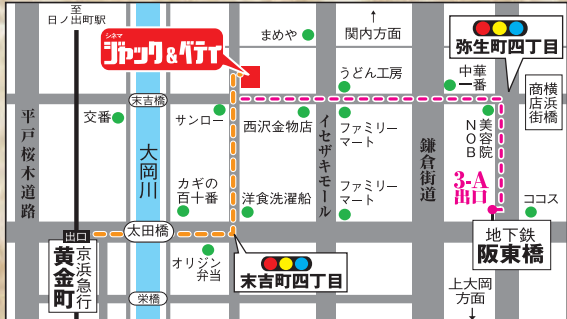 至
日ノ出町駅
シネマ
ジャック&ベティ
まめや
↑
関内方面
弥生町四丁目
うどん工房
中華
一番
横浜
商店街橋
末吉橋
平戸桜木道路
交番
サンロー
西沢金物店
イセザキモール
ファミリー
マート
鎌倉街道
美容院
NOB
大岡川
カギの
百十番
洋食洗濯船
ファミリー
マート
3-A
出口
ココス
出口
太田橋
地下鉄
阪東橋
京浜急行
黄金町
オリジン
弁当
末吉町四丁目
栄橋
上大岡
方面
↓